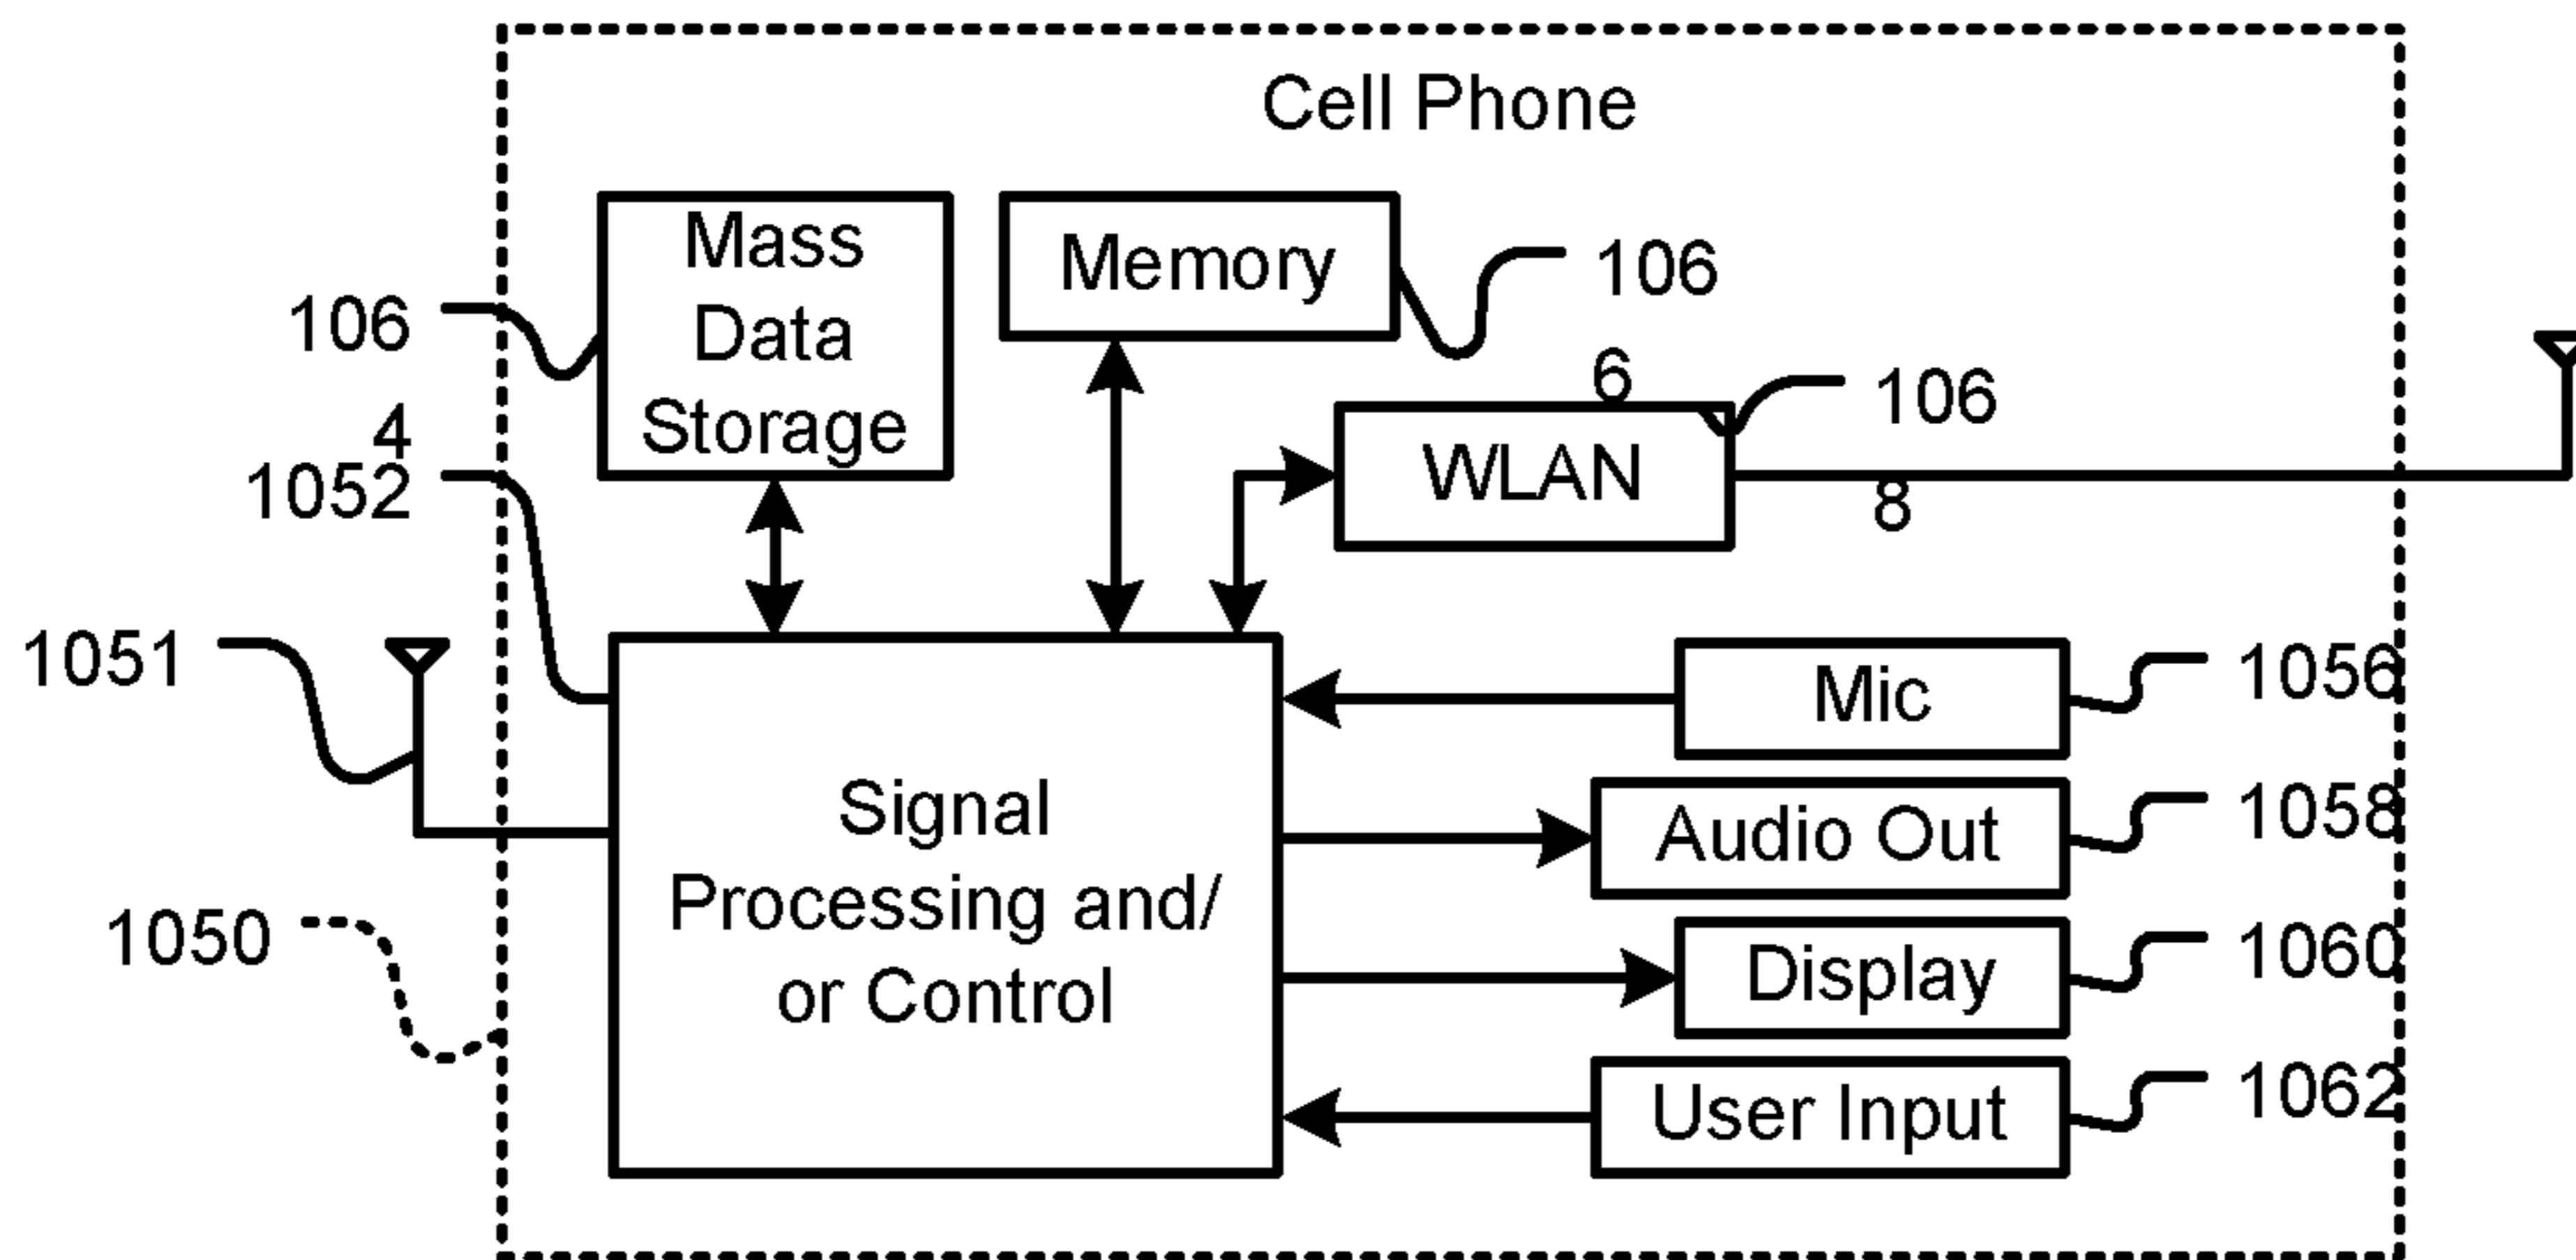 Cell Phone
Mass
Data
Storage
Memory
106
6
106
4
WLAN
106
8
1052
1051
Mic
1056
Signal
Processing and/
or Control
Audio Out
1058
1050
Display
1060
User Input
1062